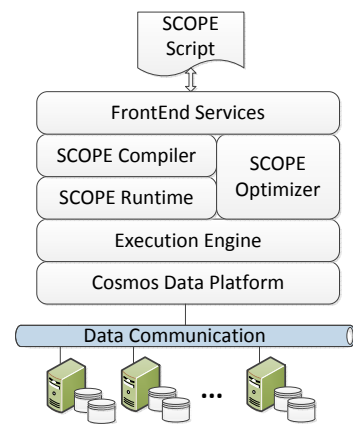 SCOPE
Script
FrontEnd Services
SCOPE Compiler
SCOPE
Optimizer
SCOPE Runtime
Execution Engine
Cosmos Data Platform
Data Communication
...